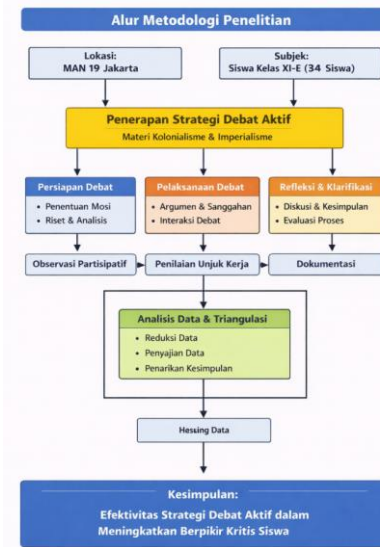 Alur Metodologi Penelitian
Lokasi:
MAN 19 Jakarta
Subjek:
Siswa Kelas XI-E (34 Siswa)
Penerapan Strategi Debat Aktif
Materi Kolonialisme & Imperialisme
Persiapan Debat
• Penentuan Mosi
• Riset & Analisis
Pelaksanaan Debat
• Argumen & Sanggahan
• Interaksi Debat
Refleksi & Klarifikasi
• Diskusi & Kesimpulan
• Evaluasi Proses
Observasi Partisipatif
Penilaian Unjuk Kerja
Dokumentasi
Analisis Data & Triangulasi
• Reduksi Data
• Penyajian Data
• Penarikan Kesimpulan
Hesuing Data
Kesimpulan:
Efektivitas Strategi Debat Aktif dalam
Meningkatkan Berpikir Kritis Siswa